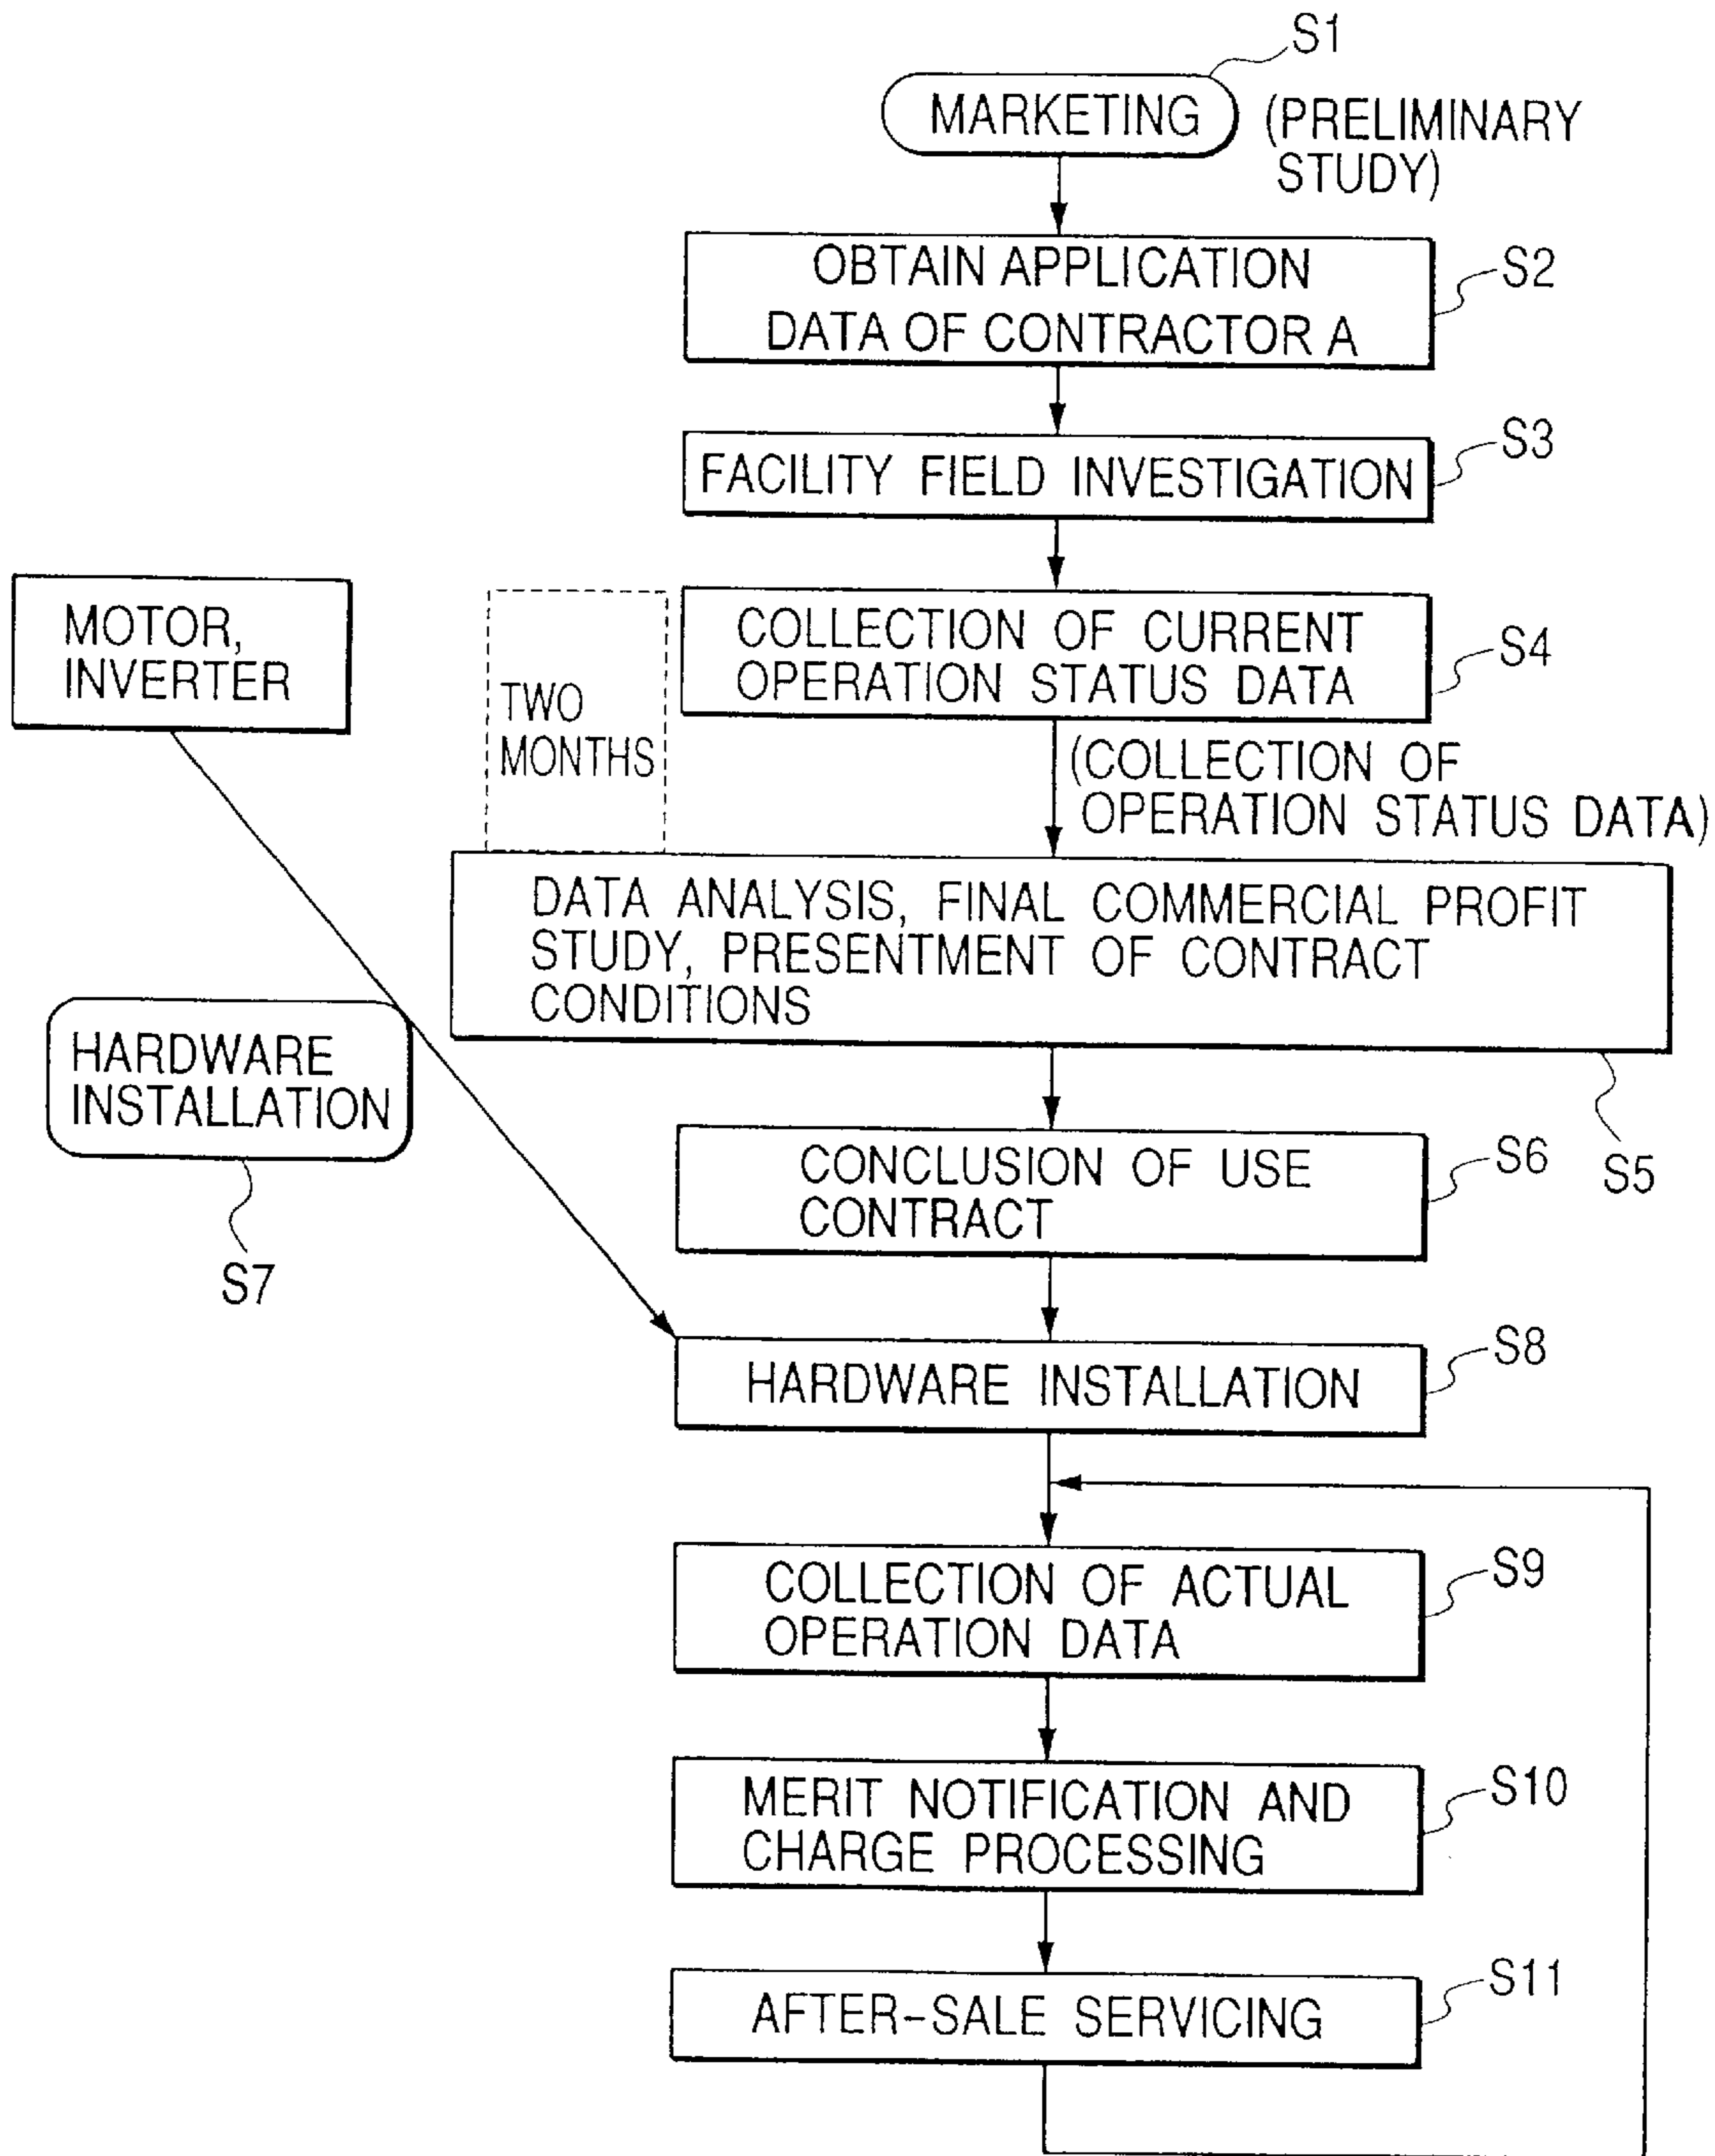 S1
MARKETING
(PRELIMINARY
STUDY)
OBTAIN APPLICATION
DATA OF CONTRACTOR A
S2
FACILITY FIELD INVESTIGATION
S3
MOTOR,
INVERTER
TWO
MONTHS
COLLECTION OF CURRENT
OPERATION STATUS DATA
S4
(COLLECTION OF
OPERATION STATUS DATA)
DATA ANALYSIS, FINAL COMMERCIAL PROFIT
STUDY, PRESENTMENT OF CONTRACT
CONDITIONS
S5
HARDWARE
INSTALLATION
S7
CONCLUSION OF USE
CONTRACT
S6
HARDWARE INSTALLATION
S8
COLLECTION OF ACTUAL
OPERATION DATA
S9
MERIT NOTIFICATION AND
CHARGE PROCESSING
S10
AFTER-SALE SERVICING
S11